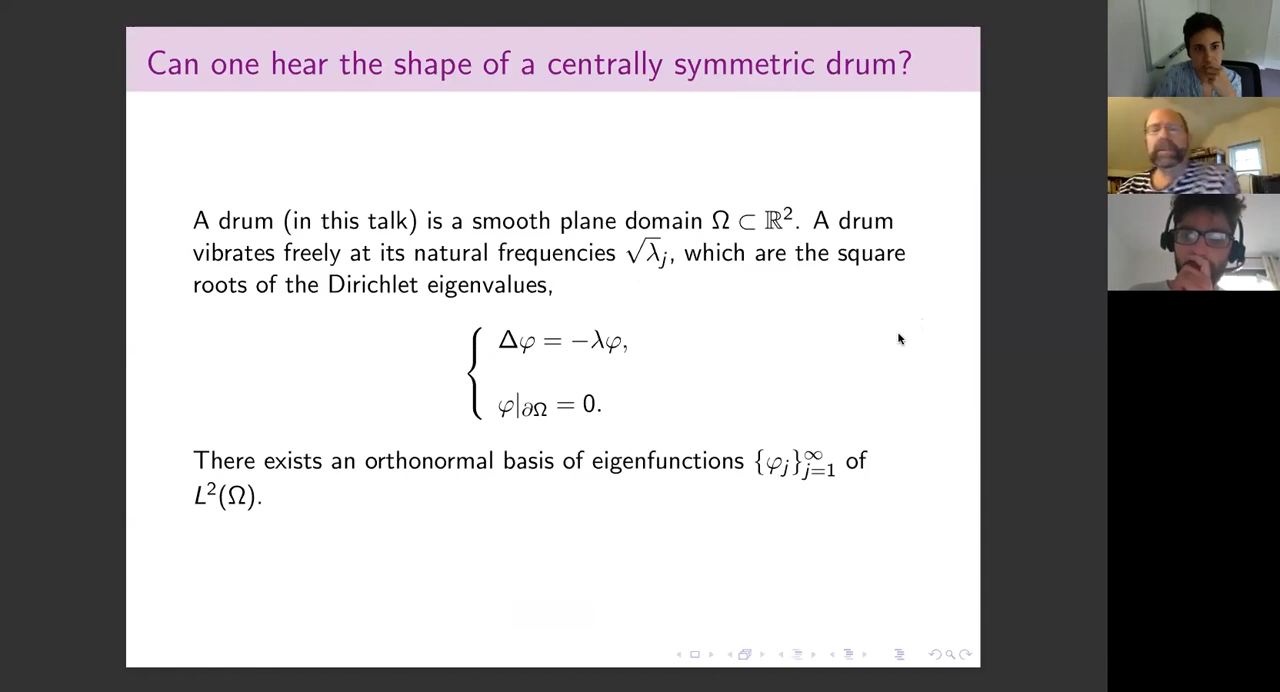 Can one hear the shape of a centrally symmetric drum?
A drum (in this talk) is a smooth plane domain Ω ⊂ ℝ². A drum
vibrates freely at its natural frequencies √λⱼ, which are the square
roots of the Dirichlet eigenvalues,
Δφ = −λφ,
φ|∂Ω = 0.
There exists an orthonormal basis of eigenfunctions {φⱼ}∞ⱼ₌₁ of
L²(Ω).